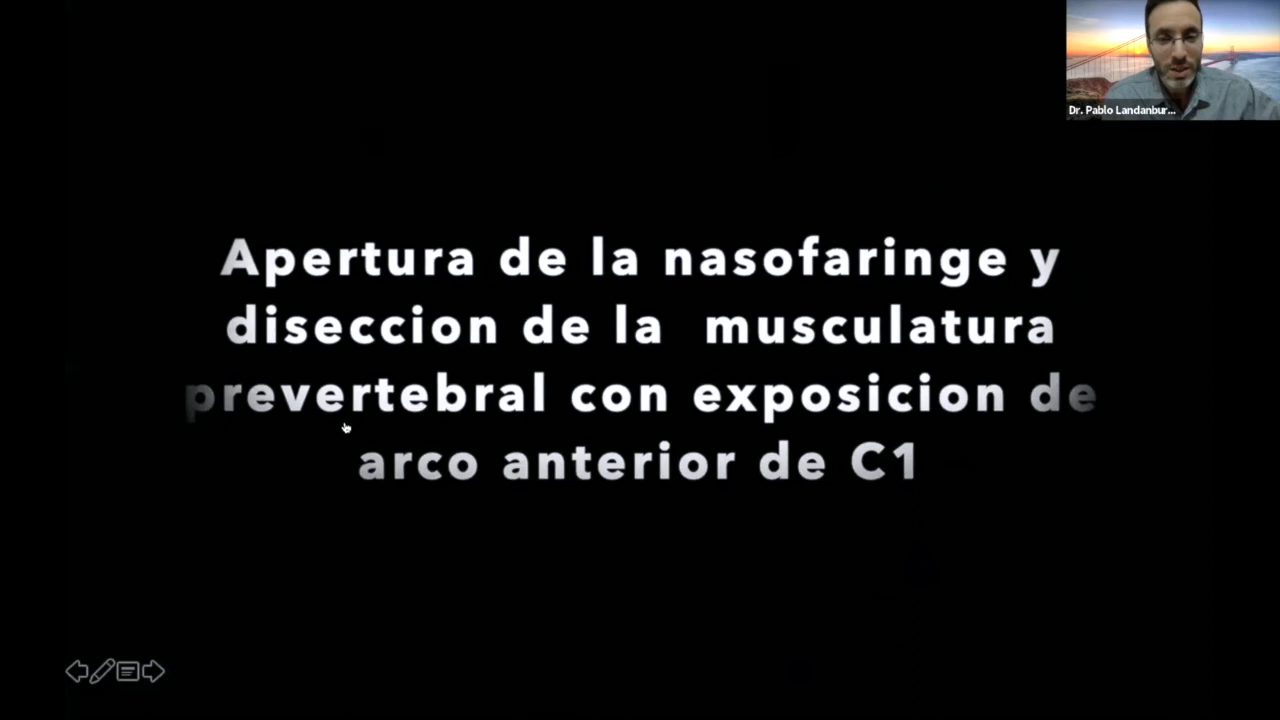 Dr. Pablo Landanbur...
Apertura de la nasofaringe y
diseccion de la musculatura
prevertebral con exposicion de
arco anterior de C1